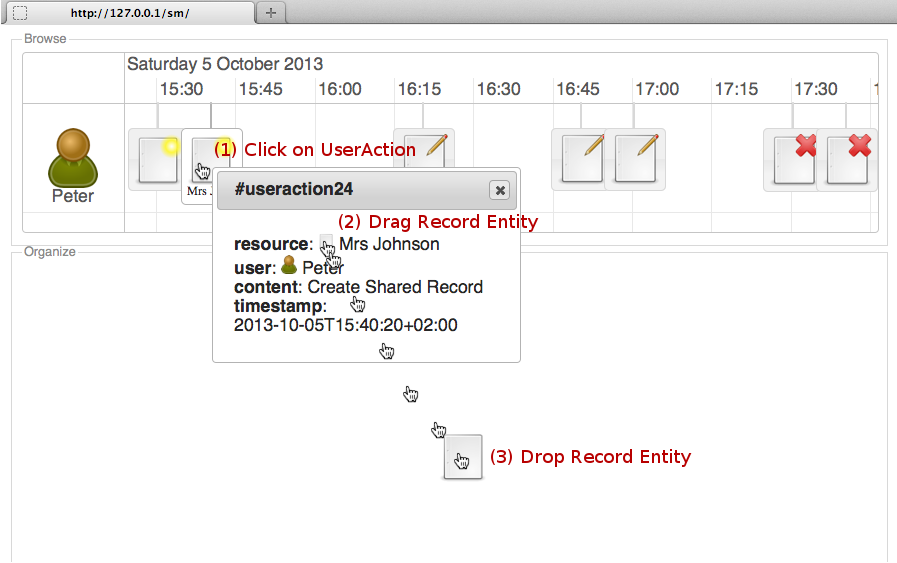 http://127.0.0.1/sm/
Browse
Saturday 5 October 2013
15:30 15:45 16:00 16:15 16:30 16:45 17:00 17:15 17:30
Peter
Mrs J
(1) Click on UserAction
#useraction24
(2) Drag Record Entity
resource: Mrs Johnson
user: Peter
content: Create Shared Record
timestamp:
2013-10-05T15:40:20+02:00
Organize
(3) Drop Record Entity